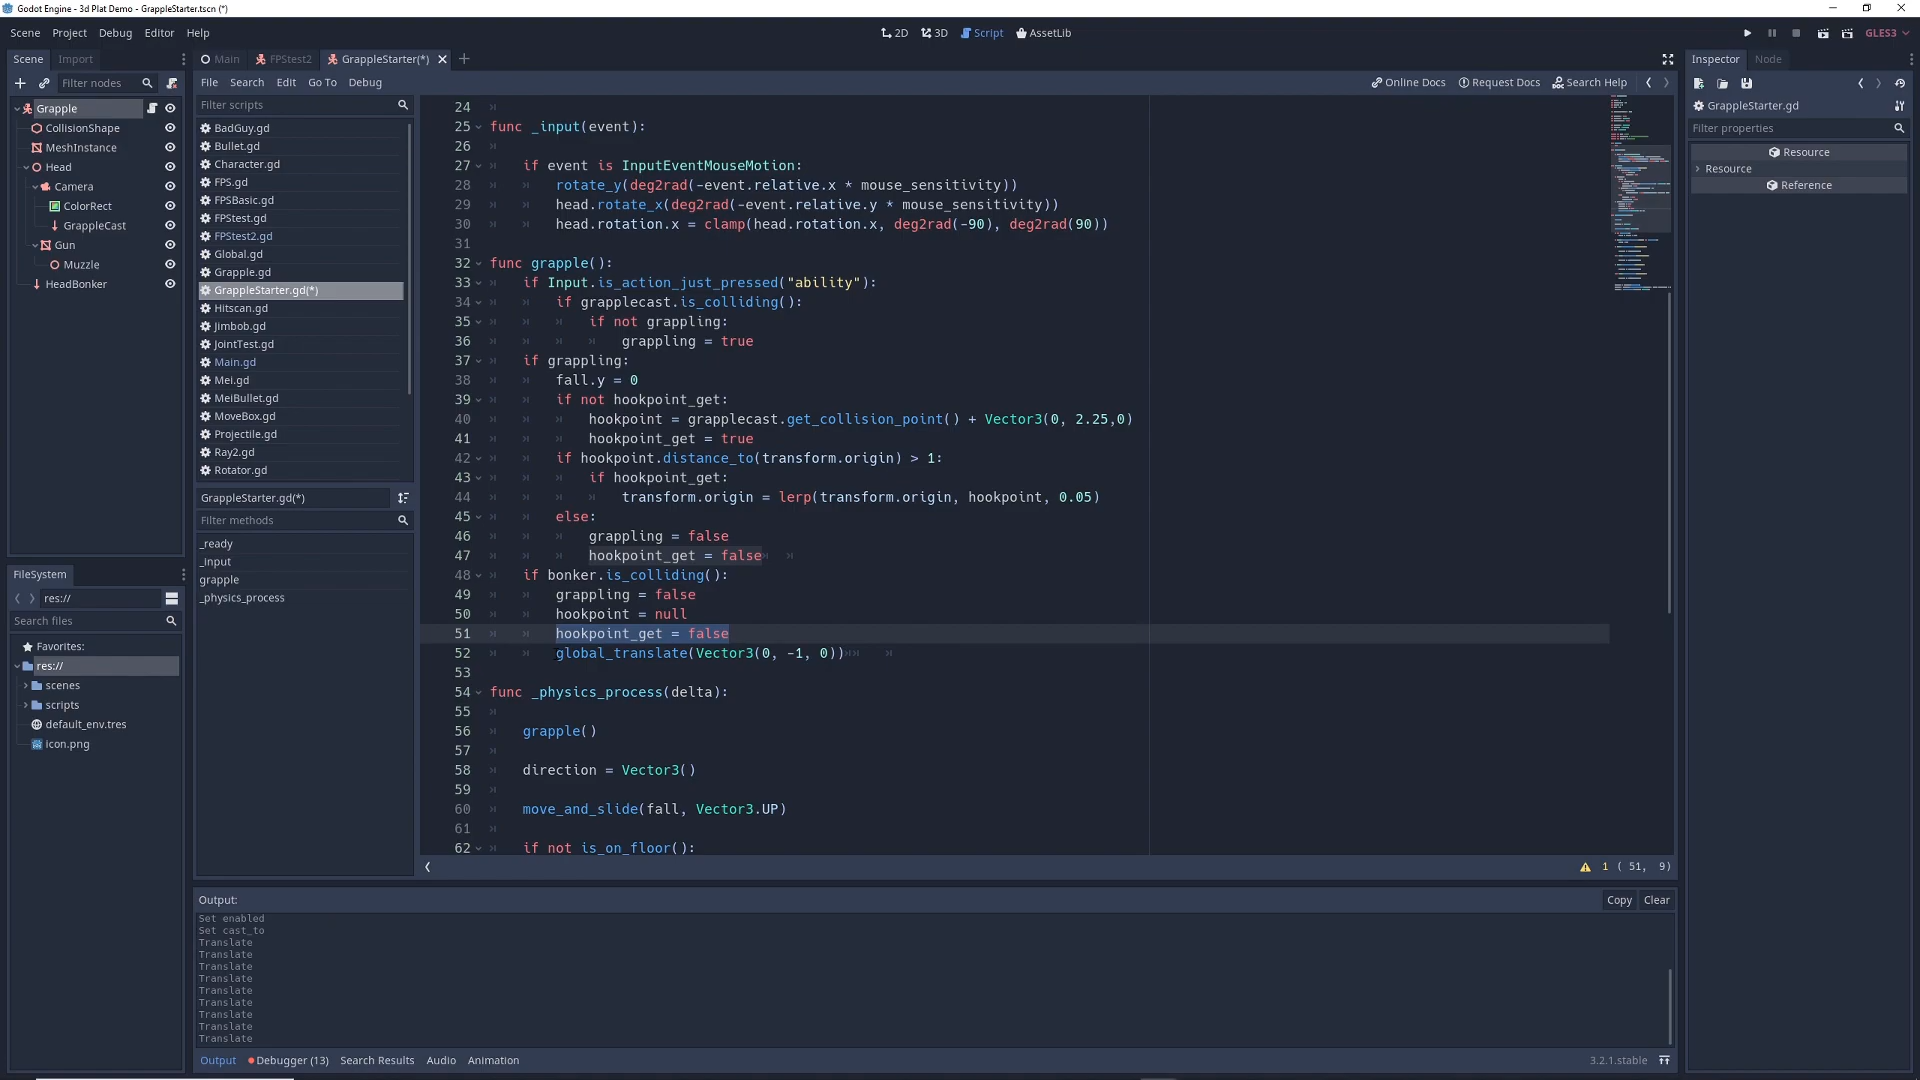 Godot Engine - 3d Plat Demo - GrappleStarter.tscn (*)
Scene Project Debug Editor Help
2D 3D Script AssetLib
GLES3
Scene Import
Filter nodes
Grapple
CollisionShape
MeshInstance
Head
Camera
ColorRect
GrappleCast
Gun
Muzzle
HeadBonker
FileSystem
res://
Search files
Favorites:
res://
scenes
scripts
default_env.tres
icon.png
Main FPStest2 GrappleStarter(*)
File Search Edit Go To Debug
Online Docs Request Docs Search Help
Filter scripts
BadGuy.gd
Bullet.gd
Character.gd
FPS.gd
FPSBasic.gd
FPStest.gd
FPStest2.gd
Global.gd
Grapple.gd
GrappleStarter.gd(*)
Hitscan.gd
Jimbob.gd
JointTest.gd
Main.gd
Mei.gd
MeiBullet.gd
MoveBox.gd
Projectile.gd
Ray2.gd
Rotator.gd
GrappleStarter.gd(*)
Filter methods
_ready
_input
grapple
_physics_process
24
25 func _input(event):
26
27 if event is InputEventMouseMotion:
28 rotate_y(deg2rad(-event.relative.x * mouse_sensitivity))
29 head.rotate_x(deg2rad(-event.relative.y * mouse_sensitivity))
30 head.rotation.x = clamp(head.rotation.x, deg2rad(-90), deg2rad(90))
31
32 func grapple():
33 if Input.is_action_just_pressed("ability"):
34 if grapplecast.is_colliding():
35 if not grappling:
36 grappling = true
37 if grappling:
38 fall.y = 0
39 if not hookpoint_get:
40 hookpoint = grapplecast.get_collision_point() + Vector3(0, 2.25,0)
41 hookpoint_get = true
42 if hookpoint.distance_to(transform.origin) > 1:
43 if hookpoint_get:
44 transform.origin = lerp(transform.origin, hookpoint, 0.05)
45 else:
46 grappling = false
47 hookpoint_get = false
48 if bonker.is_colliding():
49 grappling = false
50 hookpoint = null
51 hookpoint_get = false
52 global_translate(Vector3(0, -1, 0))
53
54 func _physics_process(delta):
55
56 grapple()
57
58 direction = Vector3()
59
60 move_and_slide(fall, Vector3.UP)
61
62 if not is_on_floor():
1 ( 51, 9)
Output:
Copy Clear
Set enabled
Set cast_to
Translate
Translate
Translate
Translate
Translate
Translate
Translate
Translate
Translate
Output Debugger (13) Search Results Audio Animation
3.2.1.stable
Inspector Node
GrappleStarter.gd
Filter properties
Resource
Resource
Reference